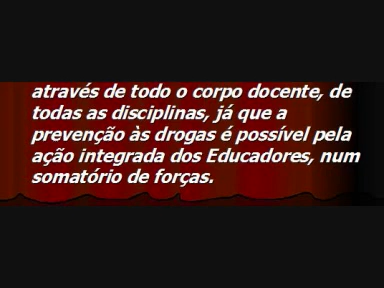 através de todo o corpo docente, de
todas as disciplinas, já que a
prevenção às drogas é possível pela
ação integrada dos Educadores, num
somatório de forças.